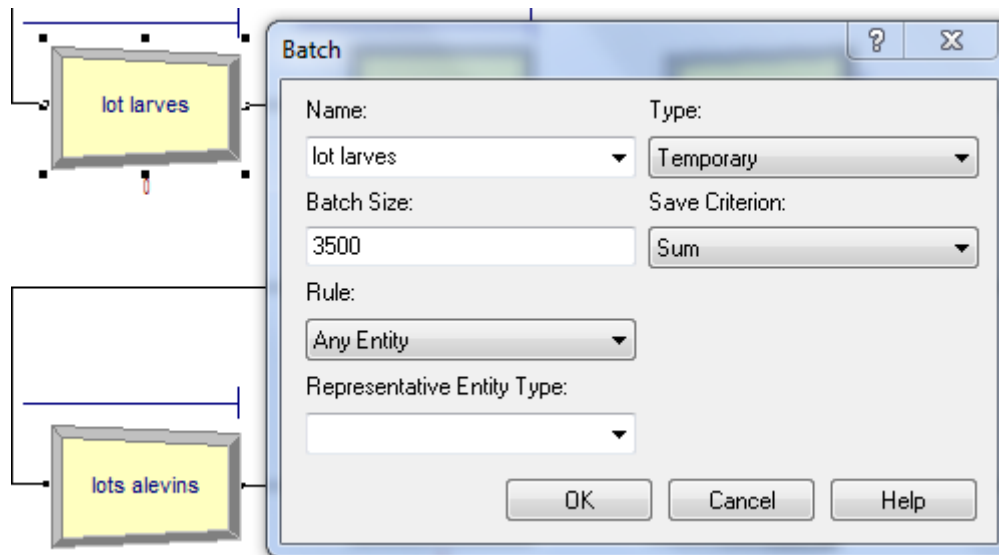 lot larves
0
lots alevins
Batch
Name:
Type:
lot larves
Temporary
Batch Size:
Save Criterion:
3500
Sum
Rule:
Any Entity
Representative Entity Type:
OK
Cancel
Help